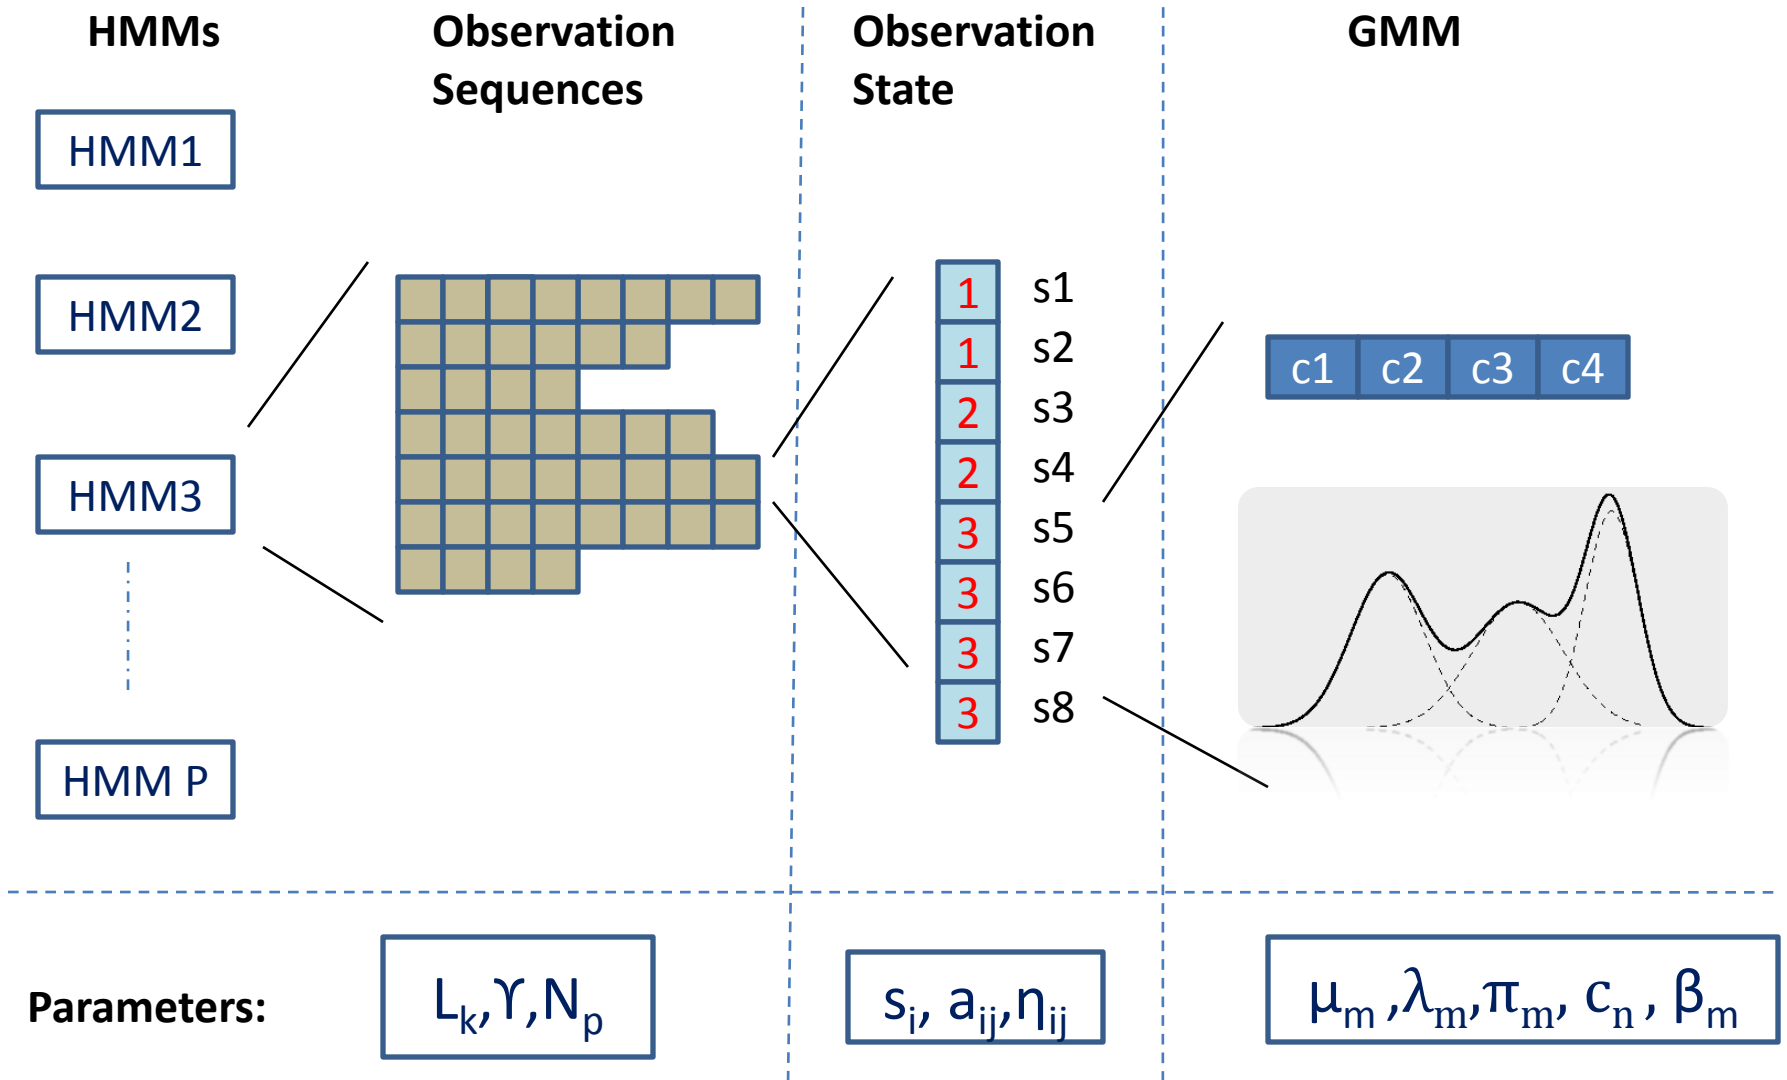 HMMs
Observation
Sequences
Observation
State
GMM
HMM1
HMM2
HMM3
HMM P
1 s1
1 s2
2 s3
2 s4
3 s5
3 s6
3 s7
3 s8
c1 c2 c3 c4
Parameters:
Lk,ϒ,Np
si, aij,ηij
μm ,λm,πm, cn , βm